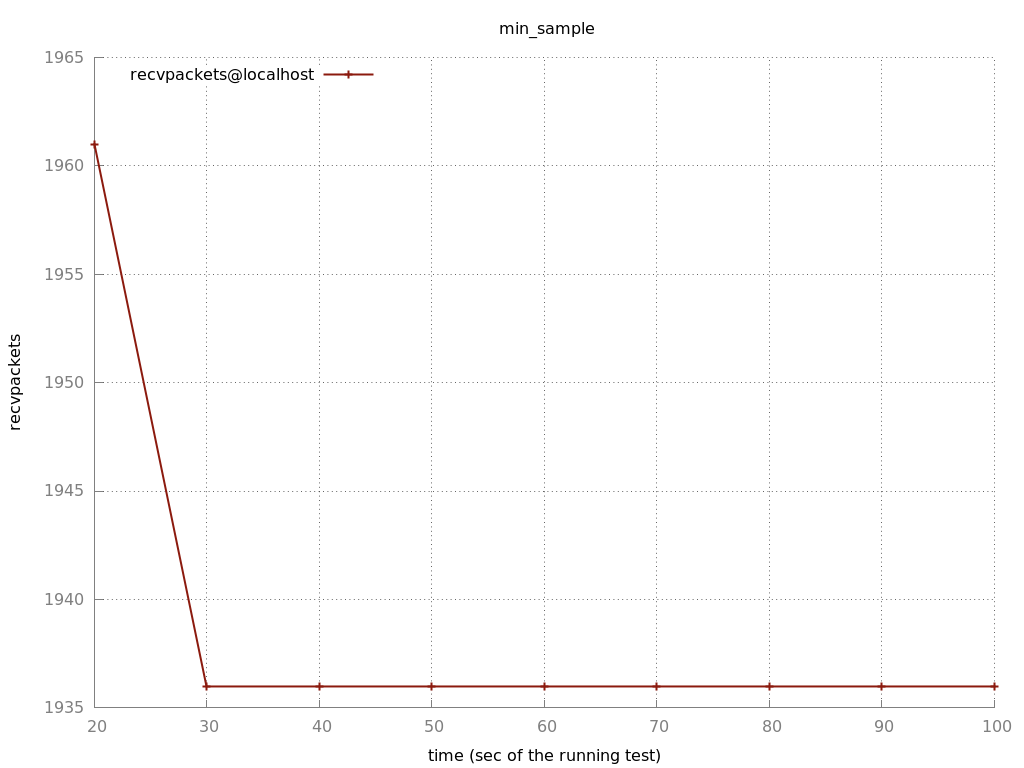 min_sample
recvpackets@localhost
1965
1960
1955
1950
1945
1940
1935
recvpackets
20 30 40 50 60 70 80 90 100
time (sec of the running test)